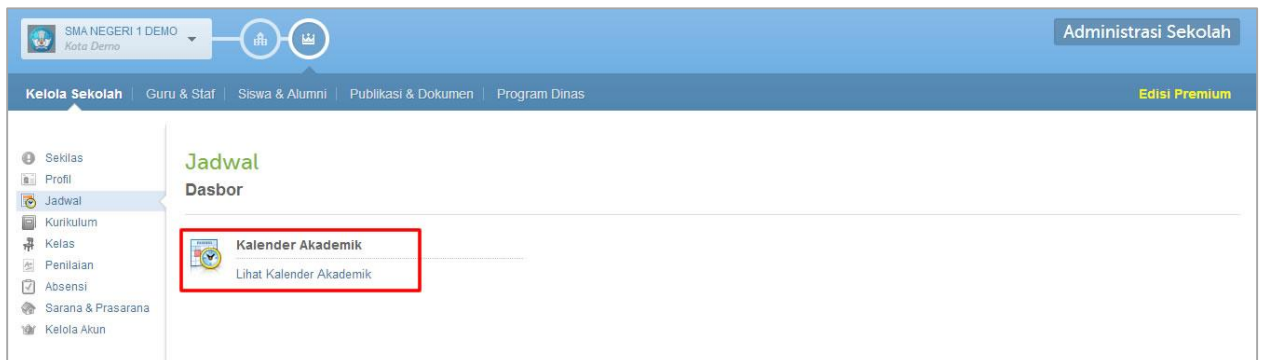 SMA NEGERI 1 DEMO
Kota Demo
Administrasi Sekolah
Kelola Sekolah | Guru & Staf | Siswa & Alumni | Publikasi & Dokumen | Program Dinas
Edisi Premium
Sekilas
Profil
Jadwal
Kurikulum
Kelas
Penilaian
Absensi
Sarana & Prasarana
Kelola Akun
Jadwal
Dasbor
Kalender Akademik
Lihat Kalender Akademik